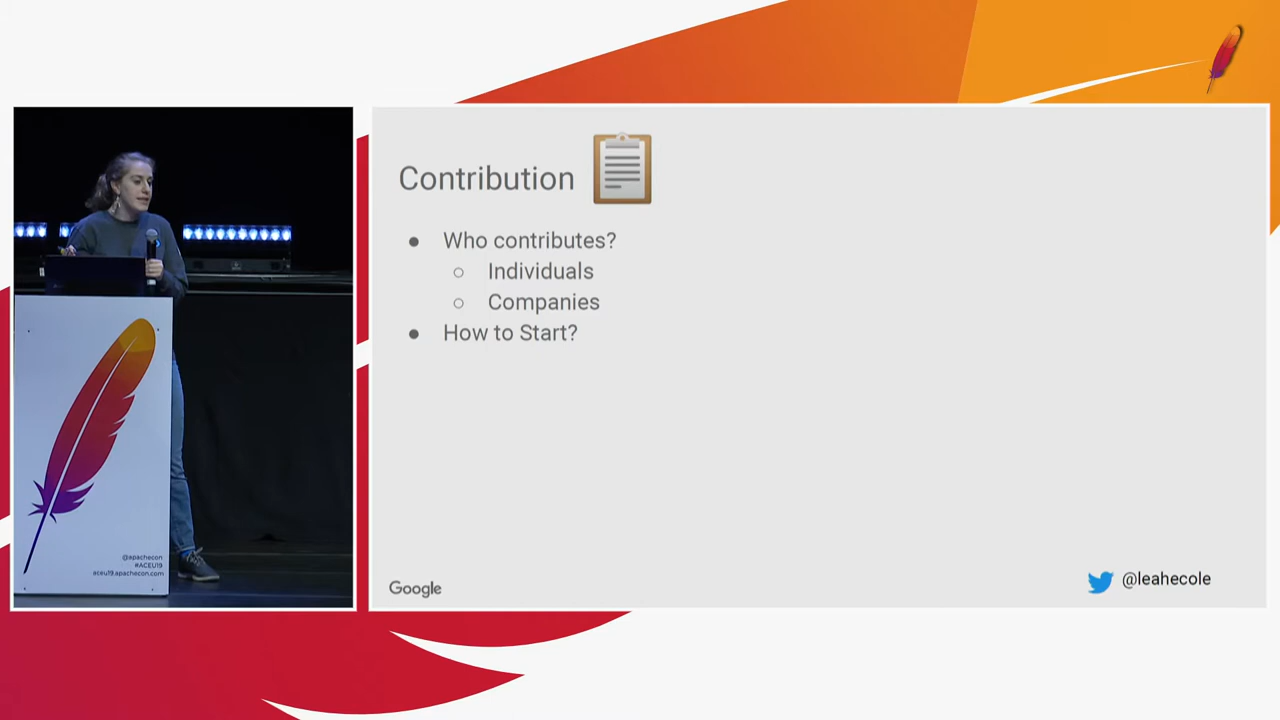 Contribution
Who contributes?
Individuals
Companies
How to Start?
Google
@leahecole
@apachecon
#ACEU19
aceu19.apachecon.com